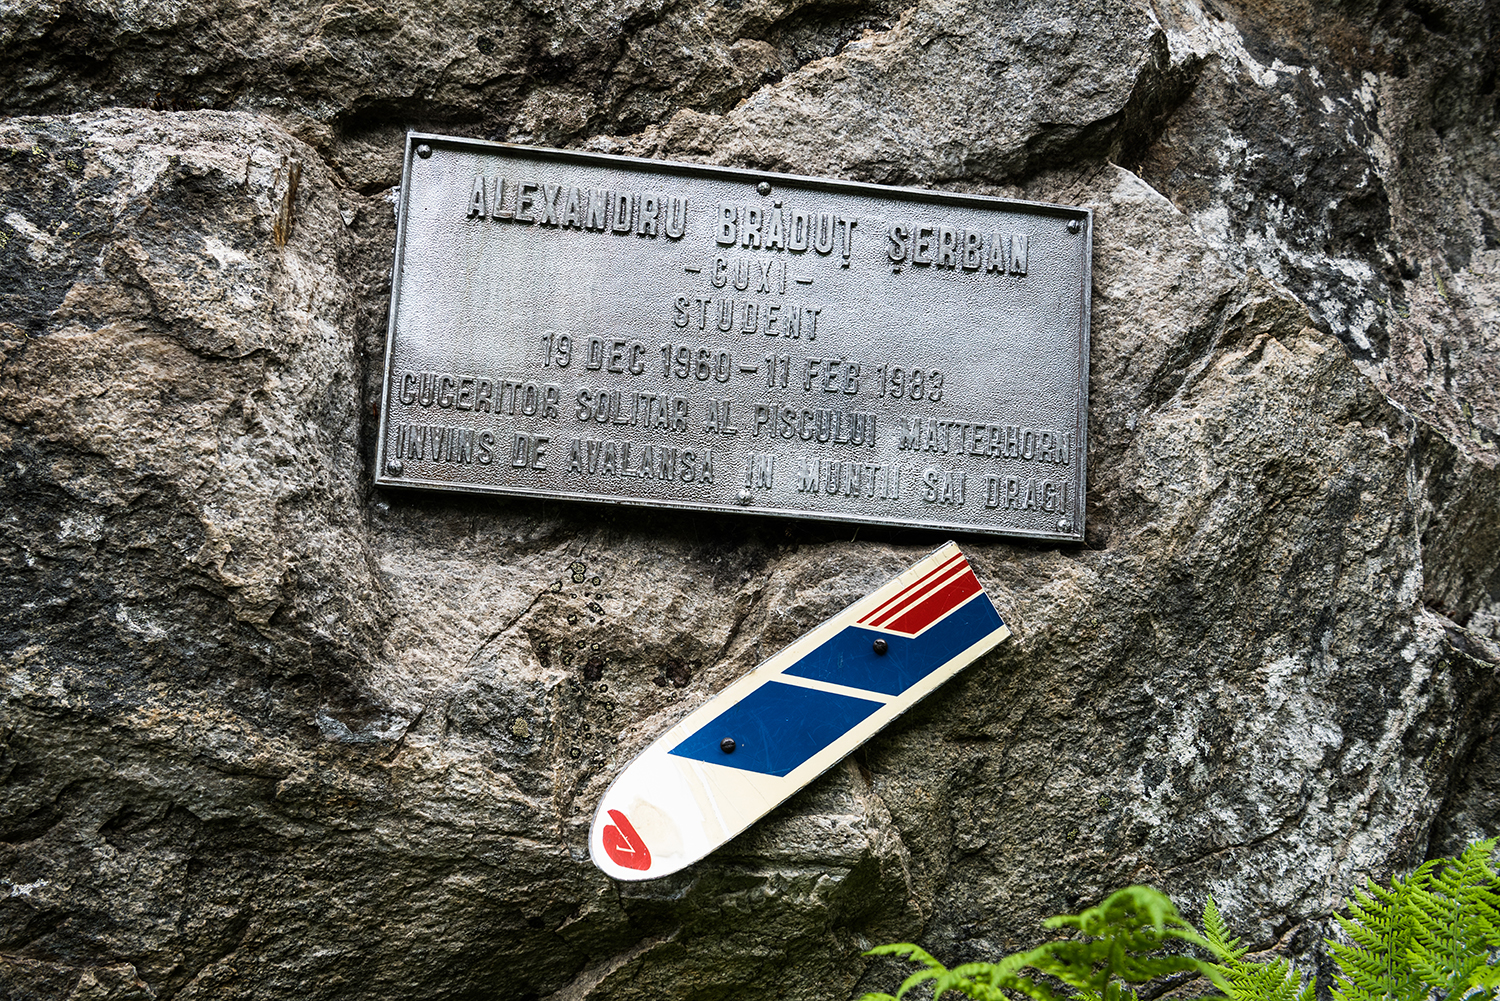 ALEXANDRU BRĂDUȚ ȘERBAN
-CUXI-
STUDENT
19 DEC 1960-11 FEB 1983
CUCERITOR SOLITAR AL PISCULUI MATTERHORN
INVINS DE AVALANSA IN MUNTII SAI DRAGI